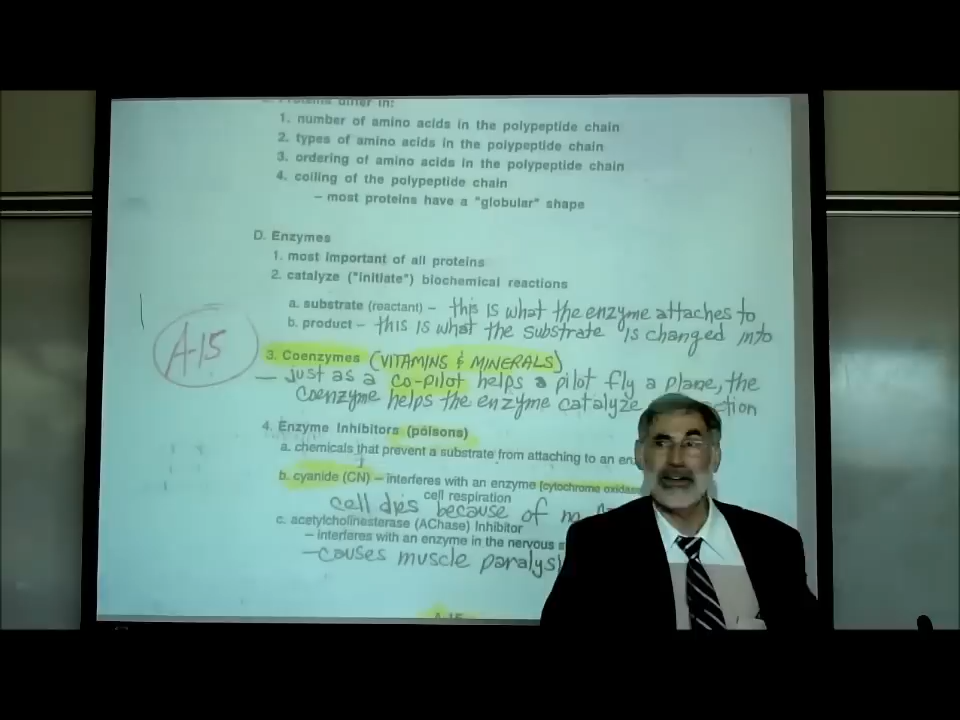 Proteins differ in:
1. number of amino acids in the polypeptide chain
2. types of amino acids in the polypeptide chain
3. ordering of amino acids in the polypeptide chain
4. coiling of the polypeptide chain
– most proteins have a "globular" shape
D. Enzymes
1. most important of all proteins
2. catalyze ("initiate") biochemical reactions
a. substrate (reactant) – this is what the enzyme attaches to
b. product – this is what the substrate is changed into
A-15
3. Coenzymes (VITAMINS & MINERALS)
– just as a co-pilot helps a pilot fly a plane, the
coenzyme helps the enzyme catalyze
4. Enzyme Inhibitors (poisons)
a. chemicals that prevent a substrate from attaching to an
b. cyanide (CN) – interferes with an enzyme [cytochrome
cell respiration
cell dies because of
c. acetylcholinesterase (AChase) Inhibitor
– interferes with an enzyme in the nervous
– causes muscle
A-15